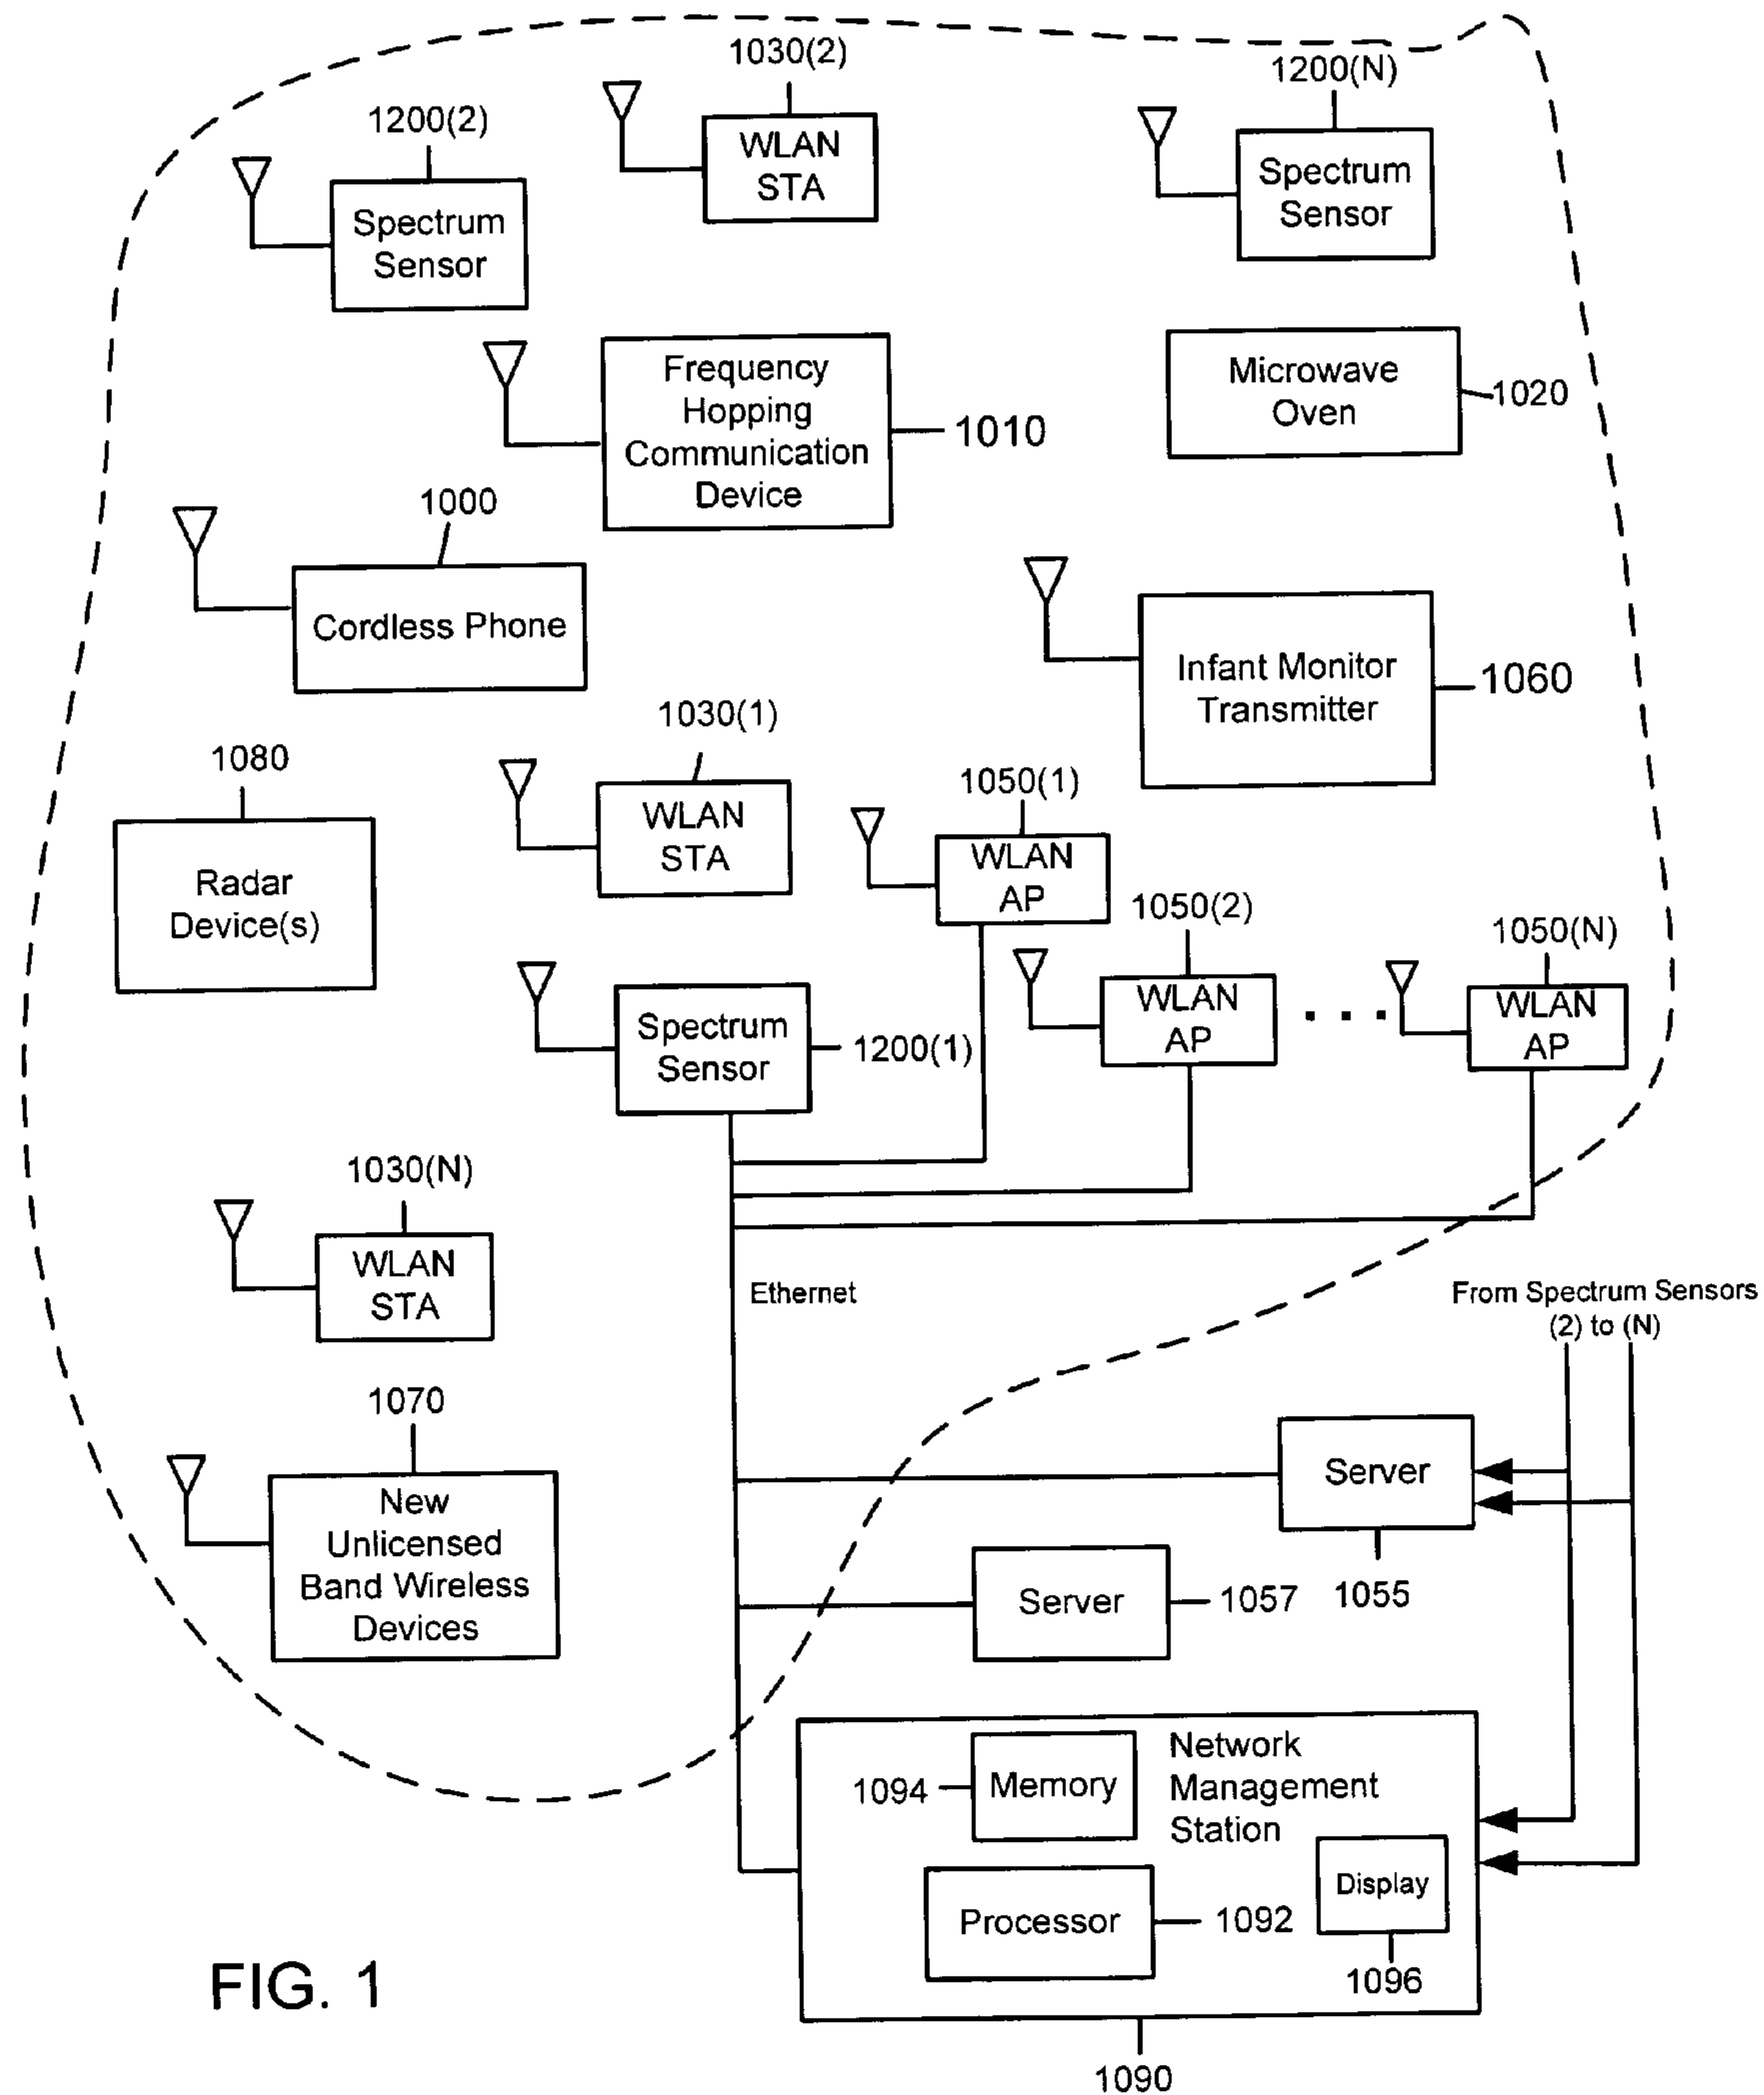 1030(2)
1200(N)
1200(2)
WLAN
STA
Spectrum
Sensor
Spectrum
Sensor
Frequency
Hopping
Communication
Device
1010
Microwave
Oven
1020
1000
Cordless Phone
Infant Monitor
Transmitter
1060
1030(1)
1080
WLAN
STA
1050(1)
WLAN
AP
Radar
Device(s)
1050(2)
1050(N)
WLAN
AP
. . .
WLAN
AP
Spectrum
Sensor
1200(1)
1030(N)
WLAN
STA
Ethernet
From Spectrum Sensors
(2) to (N)
1070
New
Unlicensed
Band Wireless
Devices
Server
1055
Server
1057
Network
Management
Station
1094
Memory
Display
Processor
1092
1096
FIG. 1
1090